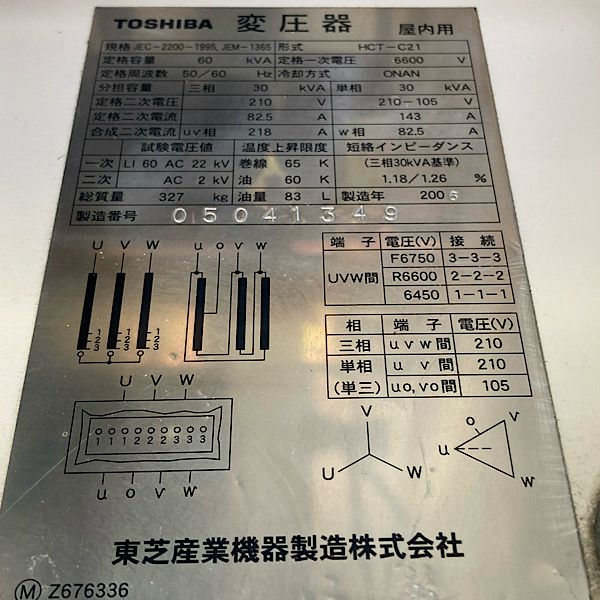 TOSHIBA 変圧器 屋内用
規格 JEC-2200-1995, JEM-1365 形式 HCT-C21
定格容量 60 kVA 定格一次電圧 6600 V
定格周波数 50/60 Hz 冷却方式 ONAN
分担容量 三相 30 kVA 単相 30 kVA
定格二次電圧 210 V 210-105 V
定格二次電流 82.5 A 143 A
合成二次電流 uv相 218 A w相 82.5 A
試験電圧値 温度上昇限度 短絡インピーダンス
一次 LI 60 AC 22 kV 巻線 65 K (三相30kVA基準)
二次 AC 2 kV 油 60 K 1.18/1.26 %
総質量 327 kg 油量 83 L 製造年 2006
製造番号 05041349
U V W u o v w
1 1 1
2 2 2
3 3 3
端子 電圧(V) 接続
F6750 3-3-3
UVW間 R6600 2-2-2
6450 1-1-1
相 端子 電圧(V)
三相 u v w間 210
単相 u v間 210
(単三) uo,vo間 105
U V W
1 1 1 2 2 2 3 3 3
u o v w
V
U W
o v
u
w
東芝産業機器製造株式会社
M Z676336